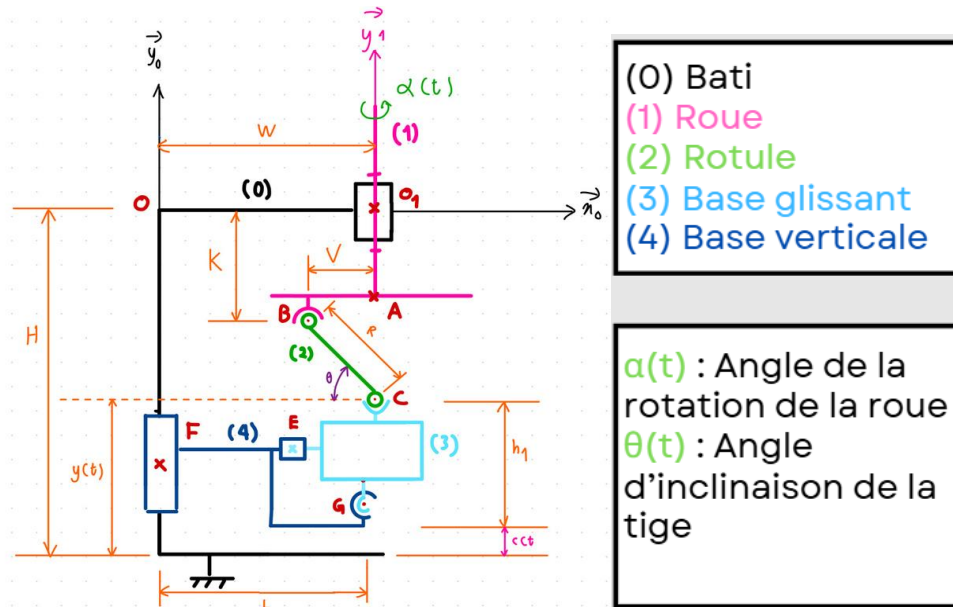 y₀
y1
α(t)
W
(1)
O
(0)
O₁
x₀
K
V
H
B
A
R
(2)
θ
C
E
F
(4)
(3)
y(t)
h₁
G
cct
(0) Bati
(1) Roue
(2) Rotule
(3) Base glissant
(4) Base verticale
α(t) : Angle de la
rotation de la roue
θ(t) : Angle
d'inclinaison de la
tige